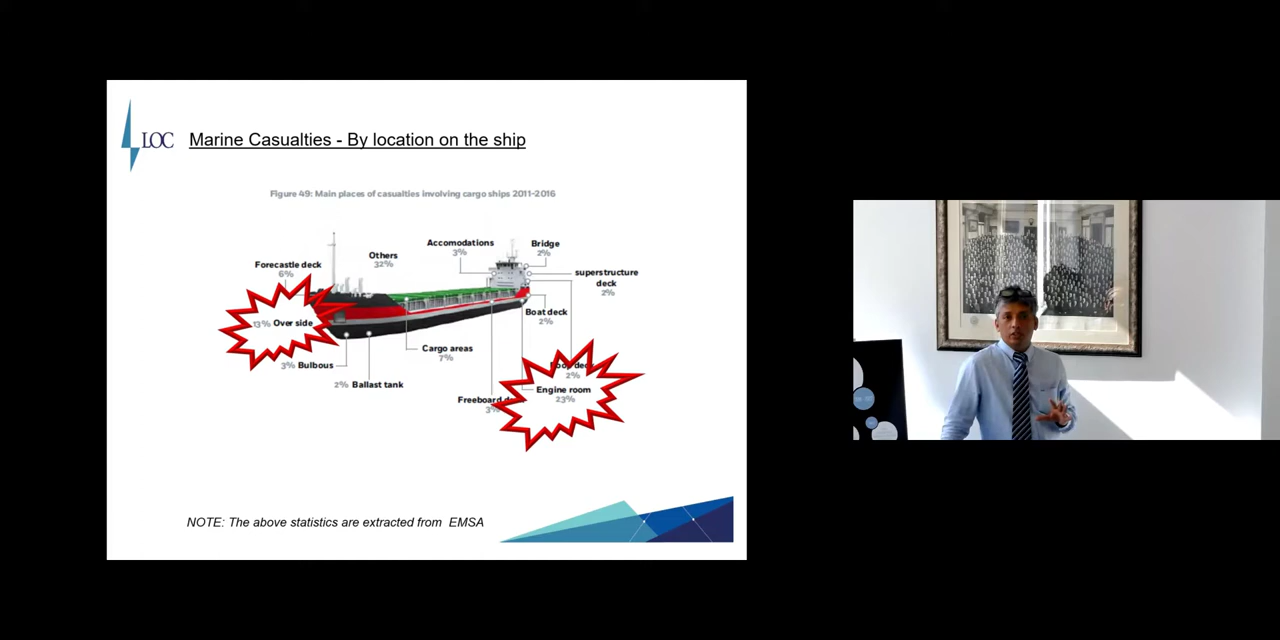 LOC
Marine Casualties - By location on the ship
Figure 49: Main places of casualties involving cargo ships 2011-2016
Accomodations
3%
Bridge
2%
Others
32%
Forecastle deck
6%
superstructure
deck
2%
Boat deck
2%
13% Over side
Cargo areas
7%
3% Bulbous
2%
2% Ballast tank
Engine room
23%
Freeboard
3%
NOTE: The above statistics are extracted from EMSA